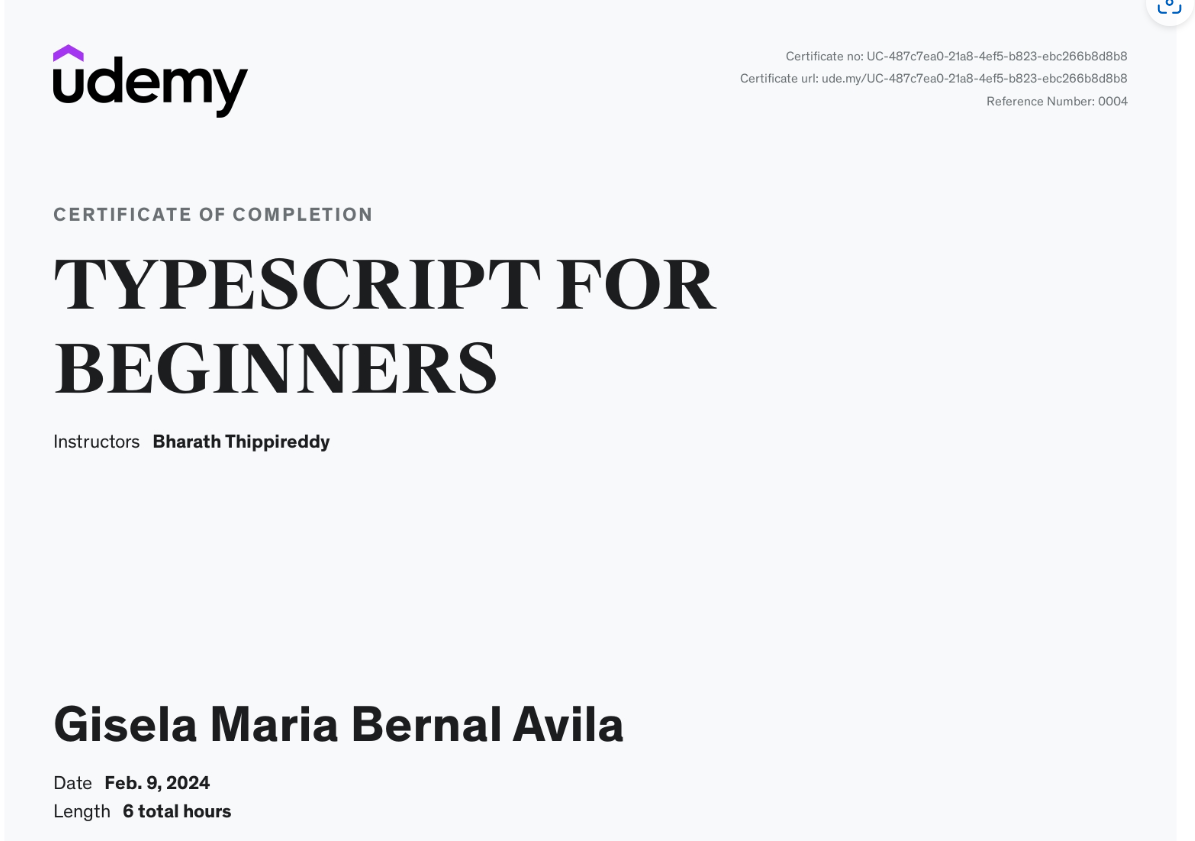 udemy
Certificate no: UC-487c7ea0-21a8-4ef5-b823-ebc266b8d8b8
Certificate url: ude.my/UC-487c7ea0-21a8-4ef5-b823-ebc266b8d8b8
Reference Number: 0004
CERTIFICATE OF COMPLETION
TYPESCRIPT FOR
BEGINNERS
Instructors Bharath Thippireddy
Gisela Maria Bernal Avila
Date Feb. 9, 2024
Length 6 total hours